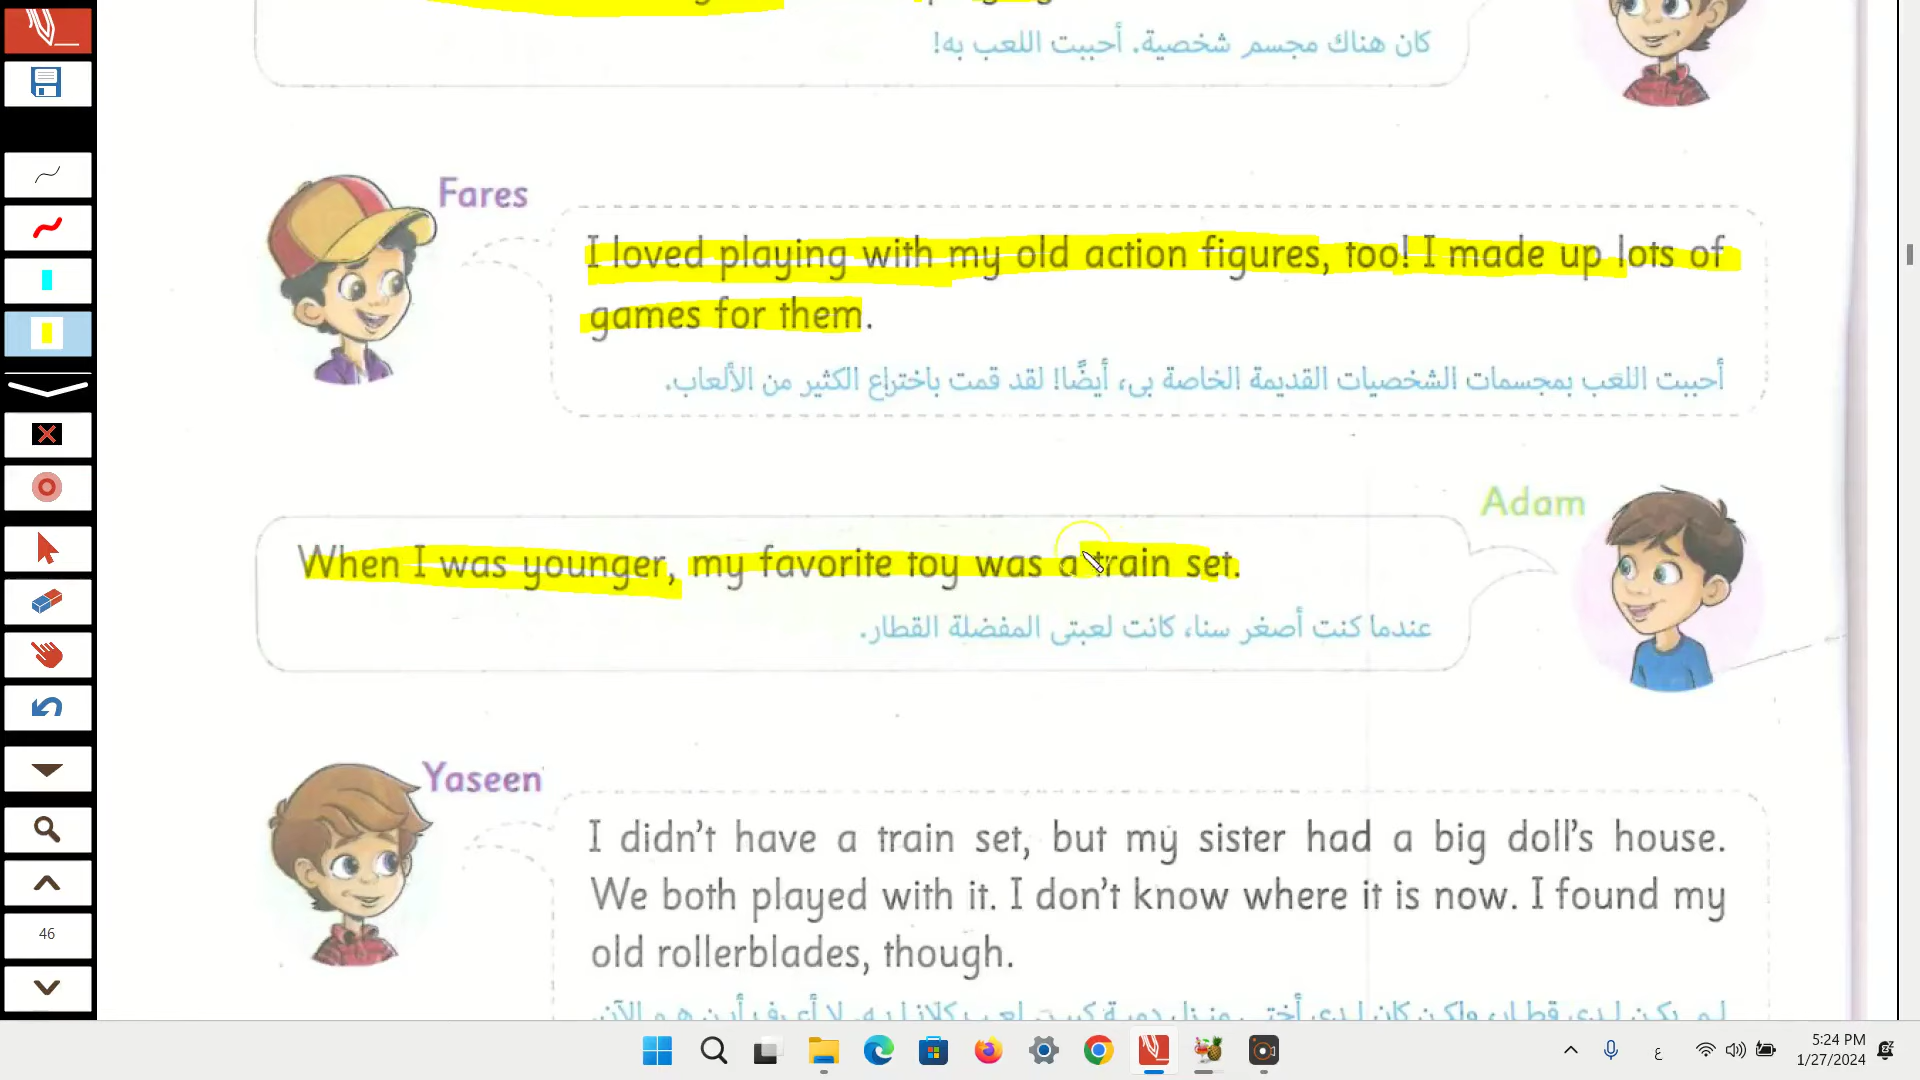 كان هناك مجسم شخصية. أحببت اللعب به!
Fares
I loved playing with my old action figures, too! I made up lots of
games for them.
أحببت اللعب بمجسمات الشخصيات القديمة الخاصة بى، أيضًا! لقد قمت باختراع الكثير من الألعاب.
Adam
When I was younger, my favorite toy was a train set.
عندما كنت أصغر سنا، كانت لعبتى المفضلة القطار.
Yaseen
I didn't have a train set, but my sister had a big doll's house.
We both played with it. I don't know where it is now. I found my
old rollerblades, though.
46
ع
5:24 PM
1/27/2024